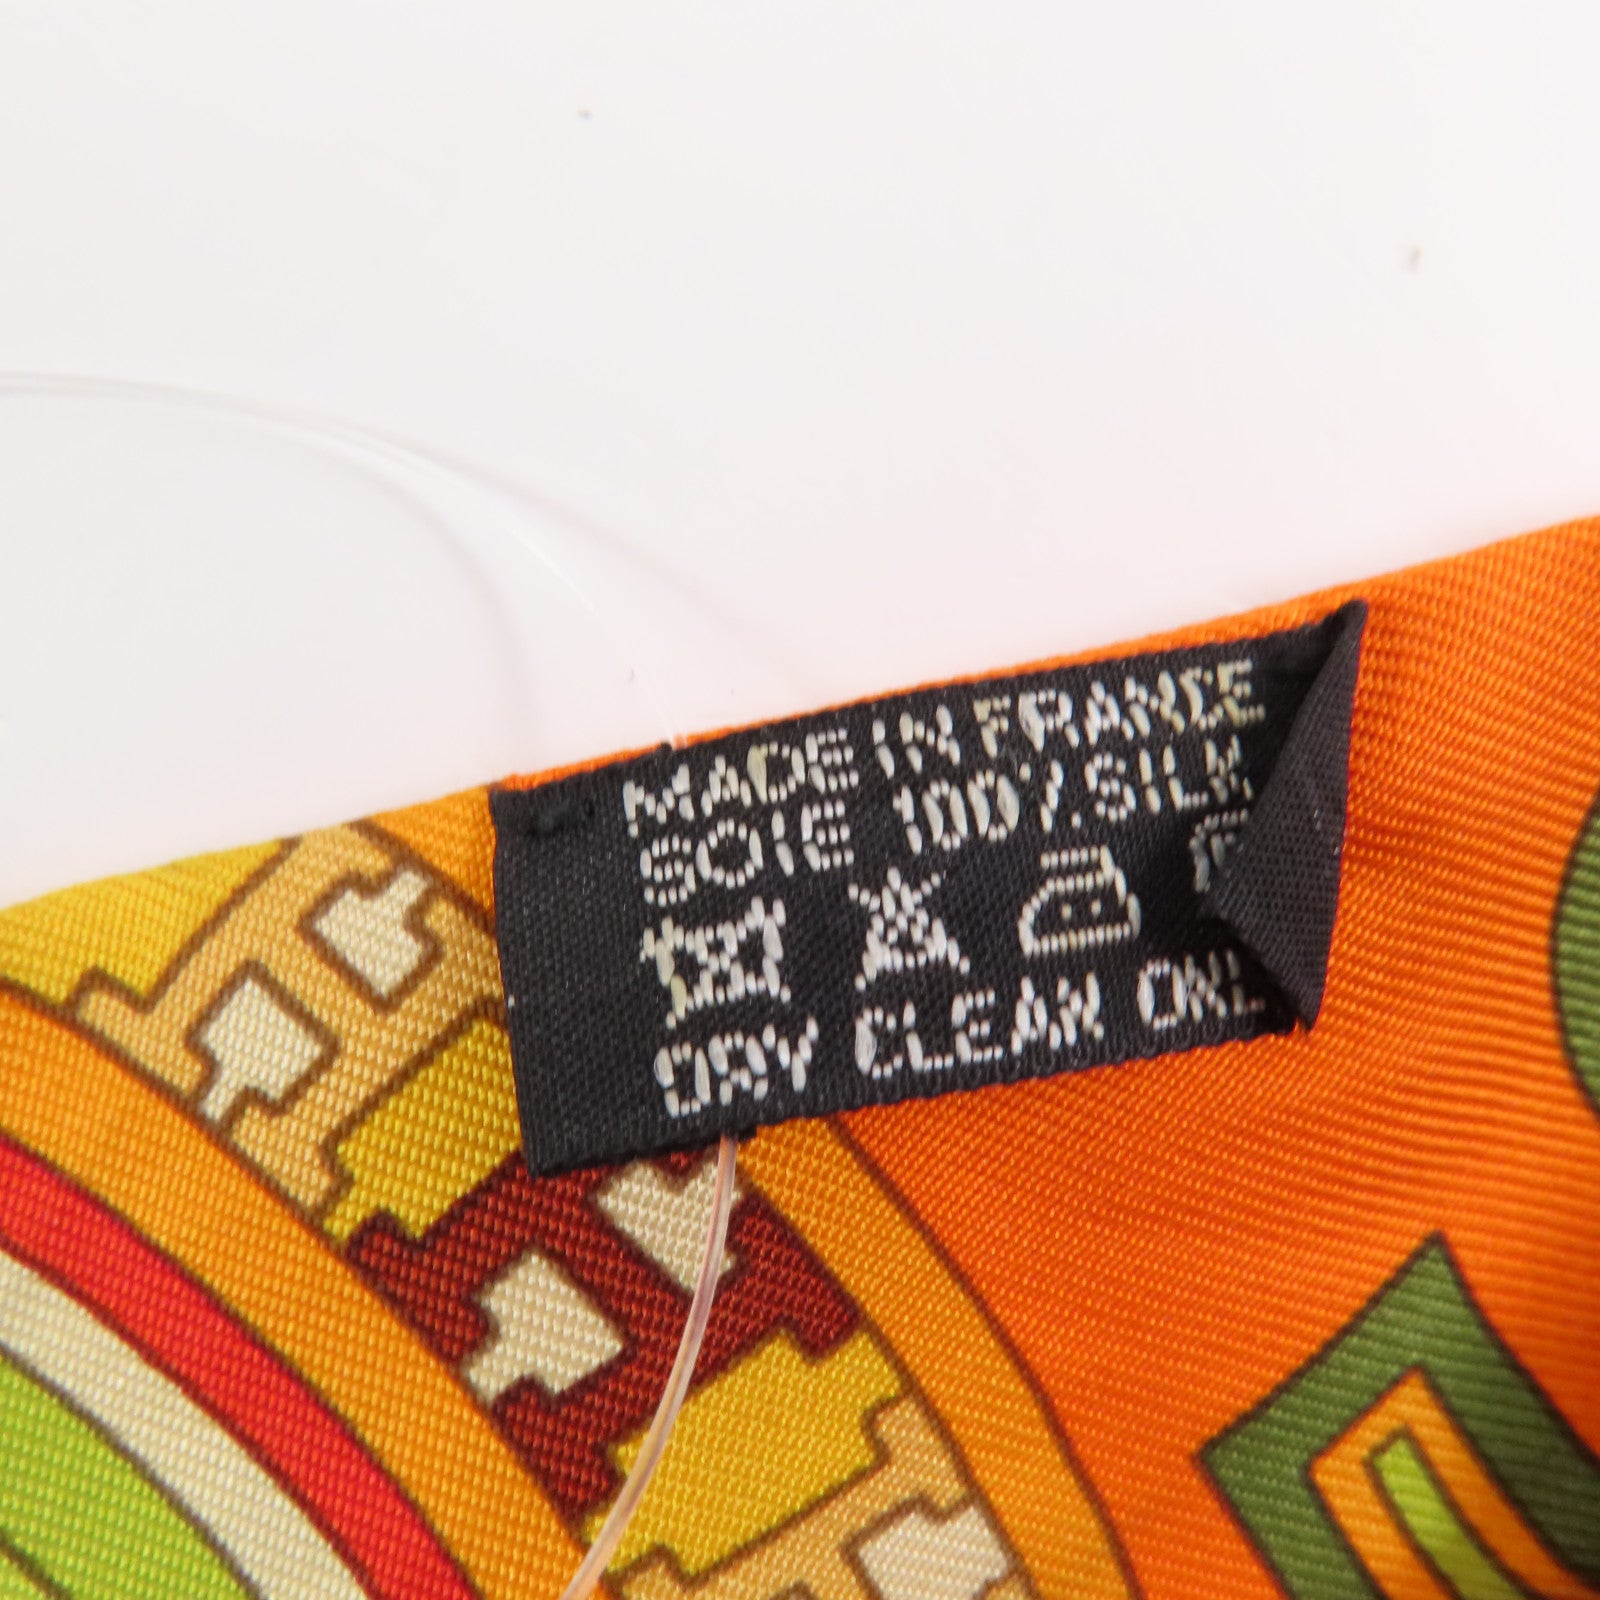 MADE IN FRANCE
SOIE 100% SILK
DRY CLEAN ONL